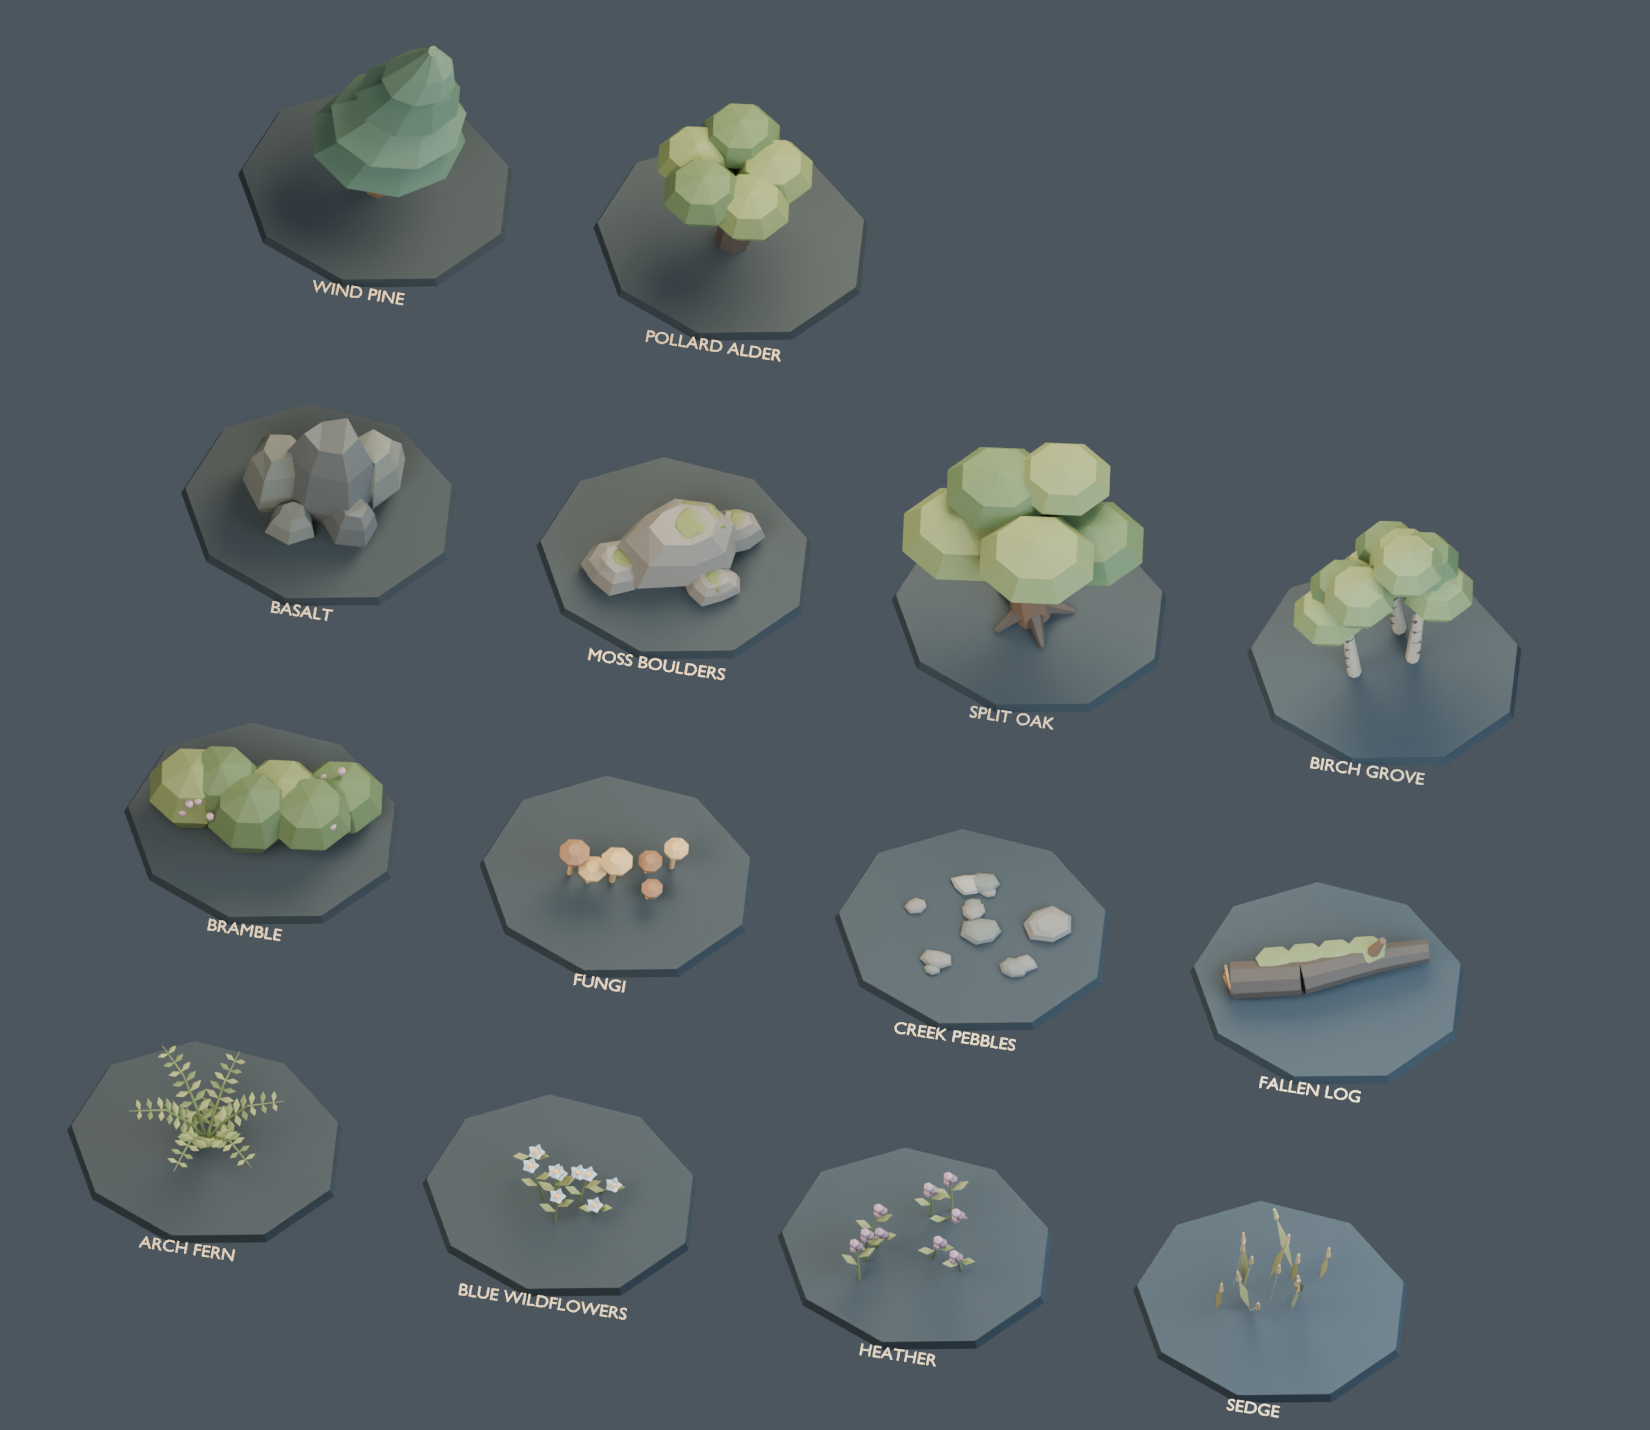 WIND PINE
POLLARD ALDER
BASALT
MOSS BOULDERS
SPLIT OAK
BIRCH GROVE
BRAMBLE
FUNGI
CREEK PEBBLES
FALLEN LOG
ARCH FERN
BLUE WILDFLOWERS
HEATHER
SEDGE